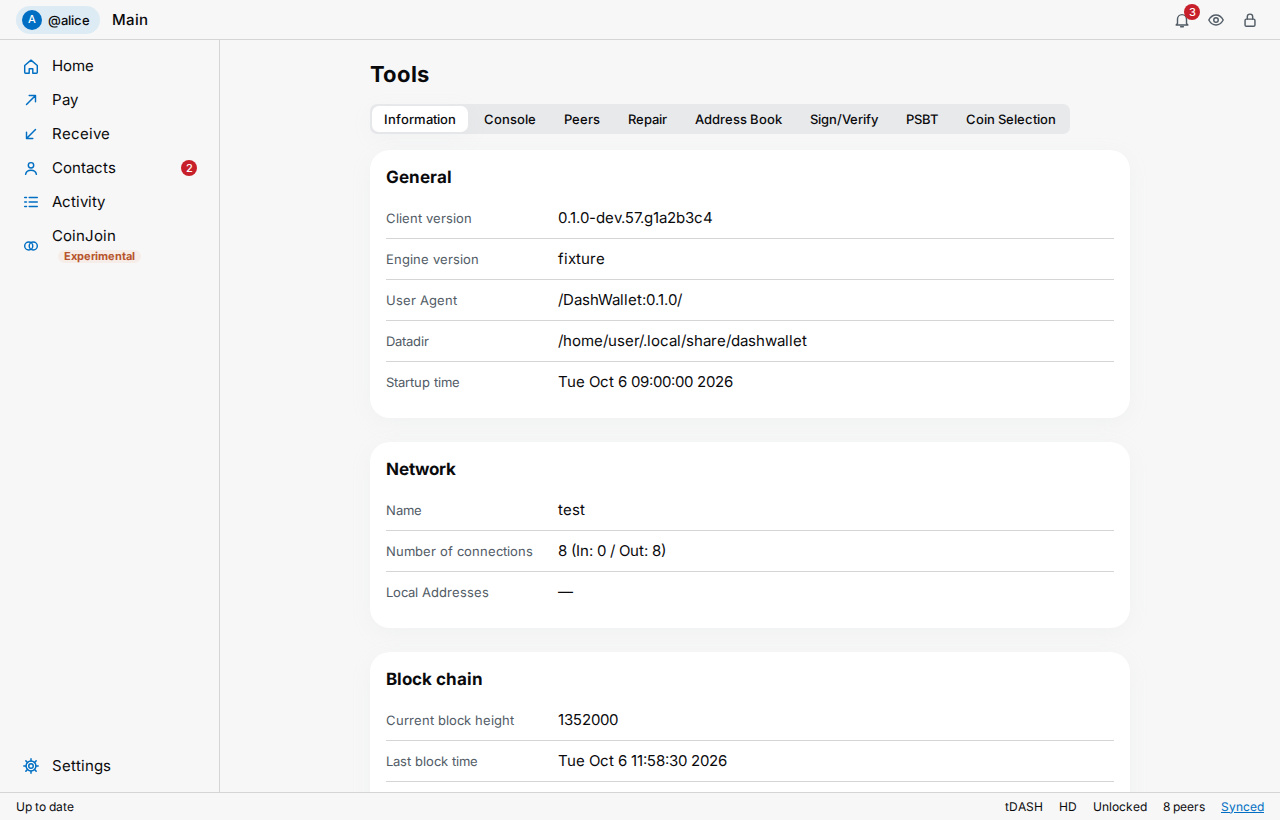 A @alice Main 3
Home
Pay
Receive
Contacts 2
Activity
CoinJoin
Experimental
Settings
Tools
Information Console Peers Repair Address Book Sign/Verify PSBT Coin Selection
General
Client version 0.1.0-dev.57.g1a2b3c4
Engine version fixture
User Agent /DashWallet:0.1.0/
Datadir /home/user/.local/share/dashwallet
Startup time Tue Oct 6 09:00:00 2026
Network
Name test
Number of connections 8 (In: 0 / Out: 8)
Local Addresses —
Block chain
Current block height 1352000
Last block time Tue Oct 6 11:58:30 2026
Up to date tDASH HD Unlocked 8 peers Synced